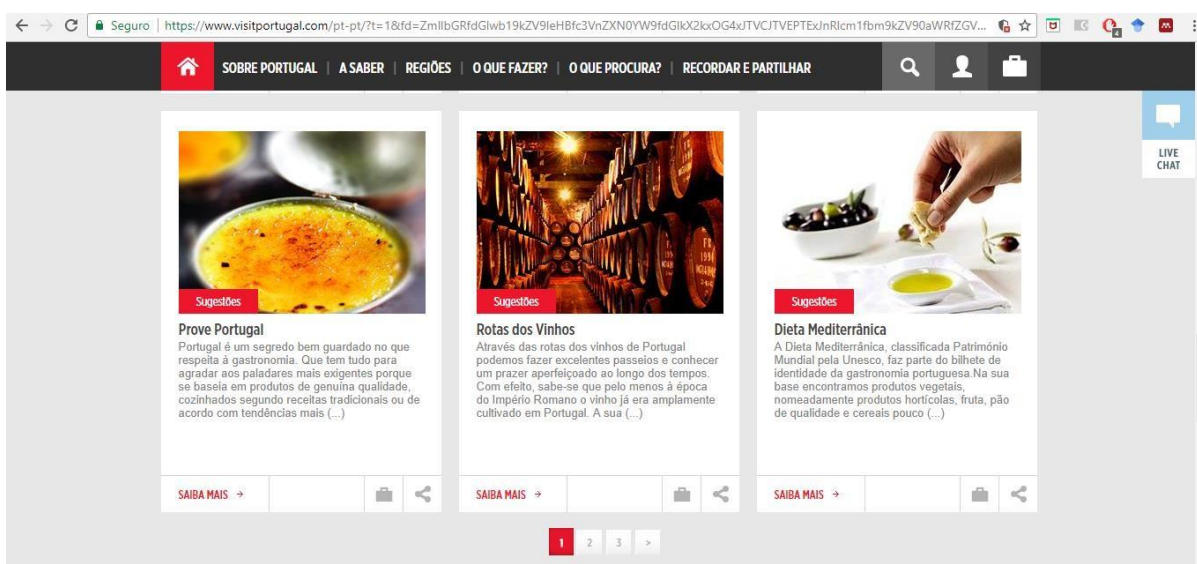 Seguro
https://www.visitportugal.com/pt-pt/?t=1&fd=
4
SOBRE PORTUGAL | A SABER | REGIÕES | O QUE FAZER? | O QUE PROCURA? | RECORDAR E PARTILHAR
LIVE
CHAT
Sugestões
Prove Portugal
Portugal é um segredo bem guardado no que
respeita à gastronomia. Que tem tudo para
agradar aos paladares mais exigentes porque
se baseia em produtos de genuína qualidade,
cozinhados segundo receitas tradicionais ou de
acordo com tendências mais (...)
SAIBA MAIS →
Sugestões
Rotas dos Vinhos
Através das rotas dos vinhos de Portugal
podemos fazer excelentes passeios e conhecer
um prazer aperfeiçoado ao longo dos tempos.
Com efeito, sabe-se que pelo menos à época
do Império Romano o vinho já era amplamente
cultivado em Portugal. A sua (...)
SAIBA MAIS →
Sugestões
Dieta Mediterrânica
A Dieta Mediterrânica, classificada Património
Mundial pela Unesco, faz parte do bilhete de
identidade da gastronomia portuguesa.Na sua
base encontramos produtos vegetais,
nomeadamente produtos hortícolas, fruta, pão
de qualidade e cereais pouco (...)
SAIBA MAIS →
1 2 3 >